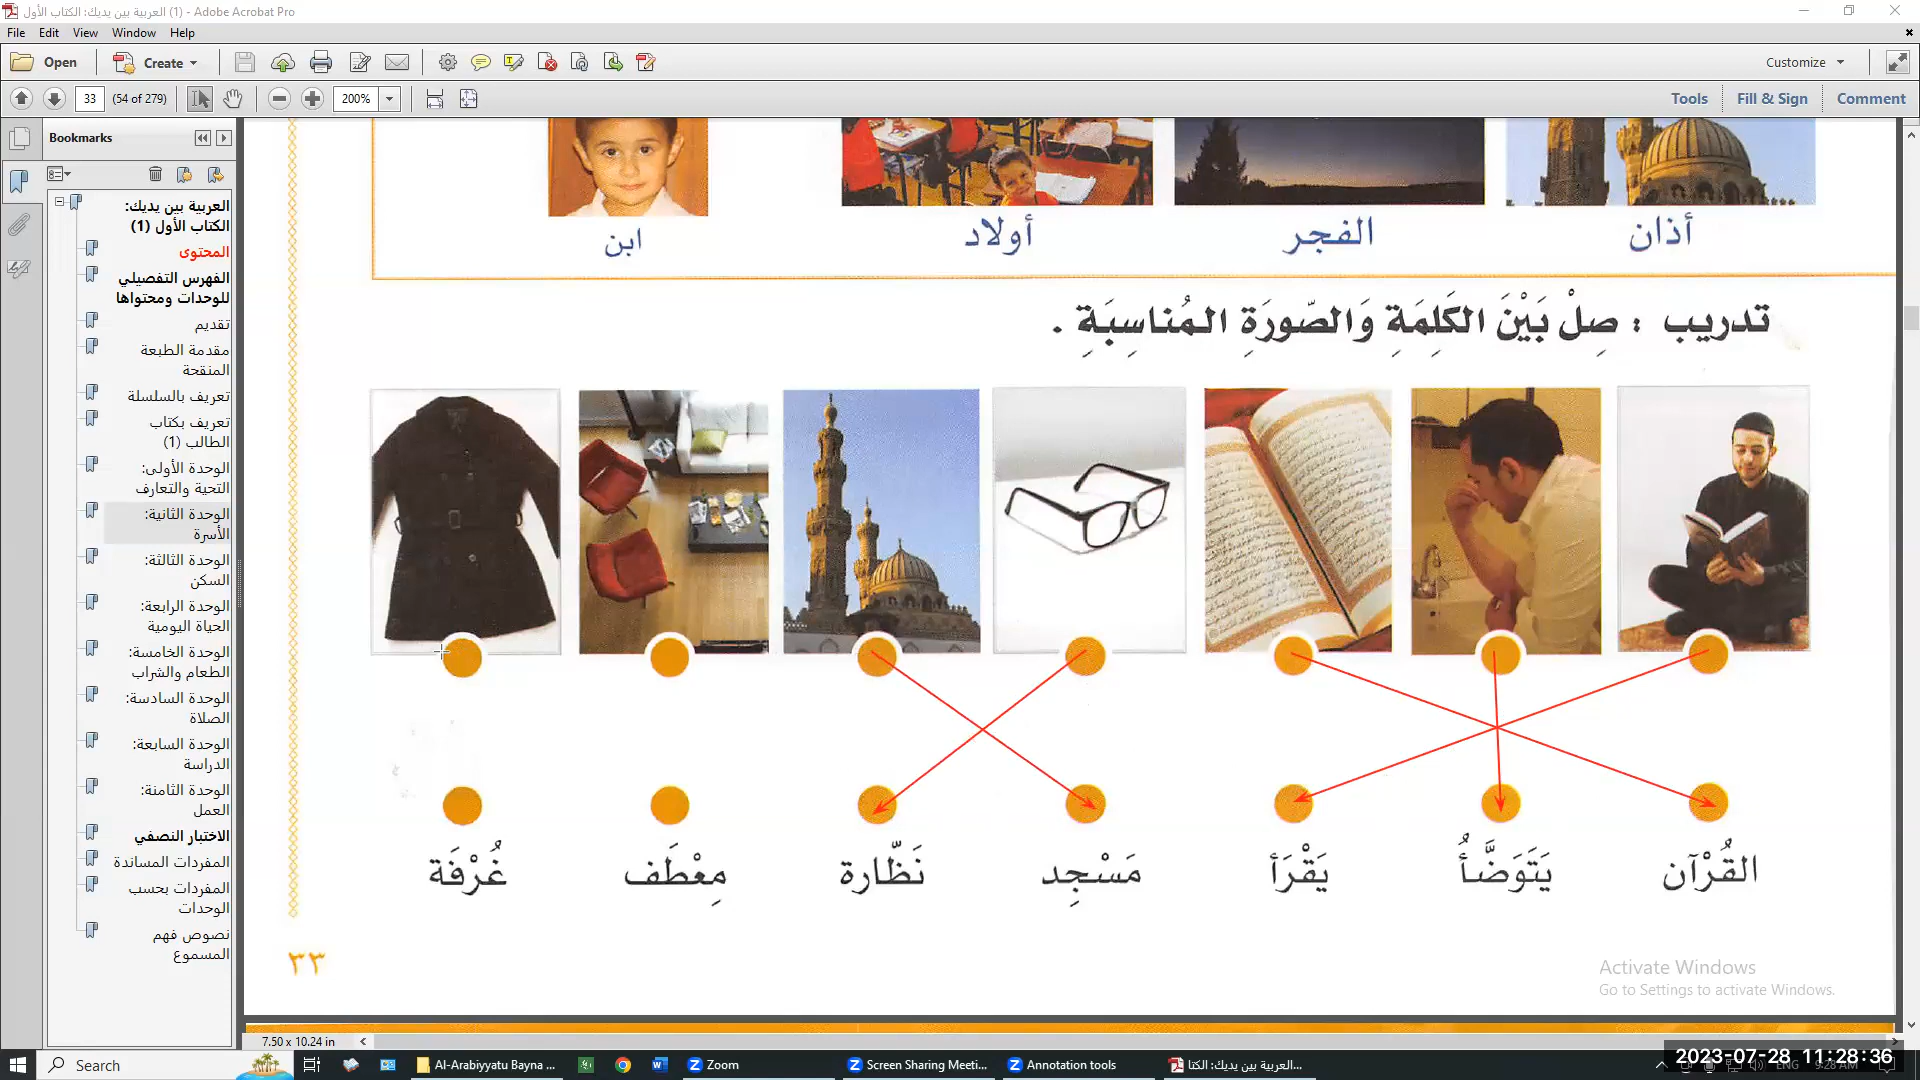 العربية بين يديك: الكتاب الأول (1) - Adobe Acrobat Pro
File Edit View Window Help
Open Create Customize
33 (54 of 279) 200% Tools Fill & Sign Comment
Bookmarks
العربية بين يديك:
الكتاب الأول (1)
المحتوى
الفهرس التفصيلي
للوحدات ومحتواها
تقديم
مقدمة الطبعة
المنقحة
تعريف بالسلسلة
تعريف بكتاب
الطالب (1)
الوحدة الأولى:
التحية والتعارف
الوحدة الثانية:
الأسرة
الوحدة الثالثة:
السكن
الوحدة الرابعة:
الحياة اليومية
الوحدة الخامسة:
الطعام والشراب
الوحدة السادسة:
الصلاة
الوحدة السابعة:
الدراسة
الوحدة الثامنة:
العمل
الاختبار النصفي
المفردات المساندة
المفردات بحسب
الوحدات
نصوص فهم
المسموع
أذان الفجر أولاد ابن
تدريب : صِلْ بَيْنَ الكَلِمَةِ وَالصّورَةِ المُناسِبَةِ .
القُرْآن يَتَوَضَّأُ يَقْرَأ مَسْجِد نَظّارة مِعْطَف غُرْفَة
٣٣
Activate Windows
Go to Settings to activate Windows.
7.50 x 10.24 in
Search Al-Arabiyyatu Bayna ... Zoom Screen Sharing Meeti... Annotation tools العربية بين يديك: الكتا...
2023-07-28 11:28:36
ENG 9:28 AM